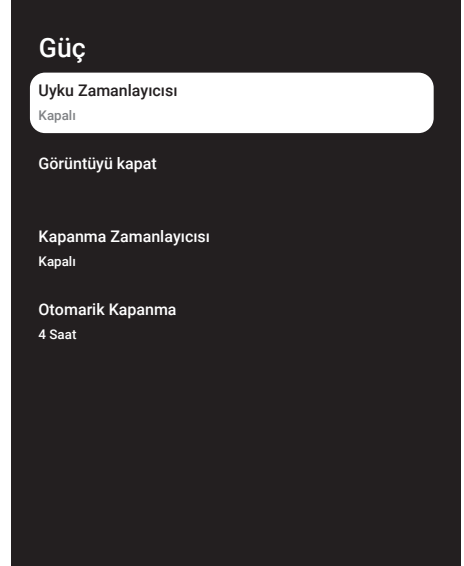 Güç
Uyku Zamanlayıcısı
Kapalı
Görüntüyü kapat
Kapanma Zamanlayıcısı
Kapalı
Otomarik Kapanma
4 Saat